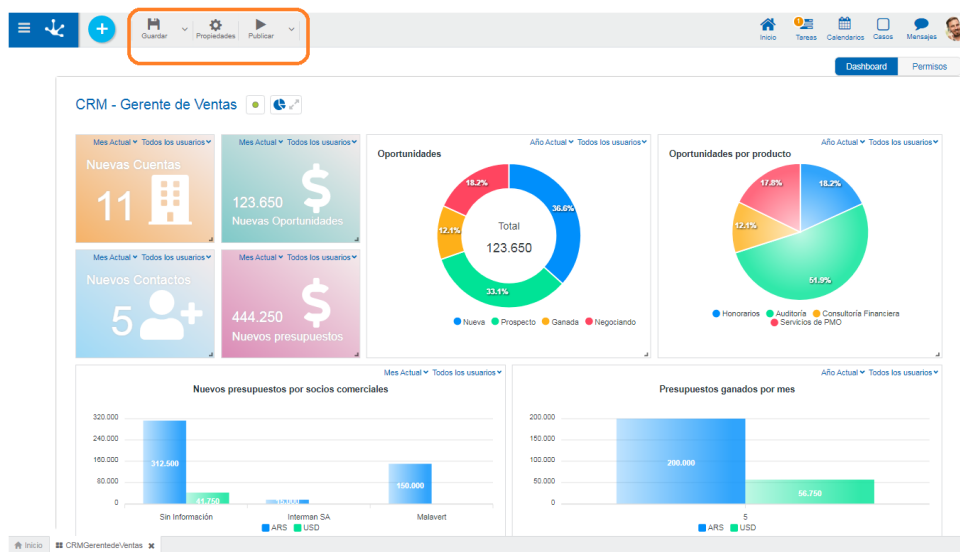 Guardar Propiedades Publicar
Inicio Tareas Calendarios Casos Mensajes
1
Dashboard Permisos
CRM - Gerente de Ventas
Mes Actual Todos los usuarios
Nuevas Cuentas
11
Mes Actual Todos los usuarios
$
123.650
Nuevas Oportunidades
Año Actual Todos los usuarios
Oportunidades
18.2%
36.6%
12.1%
33.1%
Total
123.650
Nueva Prospecto Ganada Negociando
Año Actual Todos los usuarios
Oportunidades por producto
17.8%
18.2%
12.1%
51.9%
Honorarios Auditoría Consultoría Financiera
Servicios de PMO
Mes Actual Todos los usuarios
Nuevos Contactos
5
Mes Actual Todos los usuarios
$
444.250
Nuevos presupuestos
Mes Actual Todos los usuarios
Nuevos presupuestos por socios comerciales
320.000
240.000
160.000
80.000
0
312.500
41.750
15.000
150.000
Sin Información Interman SA Malavert
ARS USD
Año Actual Todos los usuarios
Presupuestos ganados por mes
200.000
150.000
100.000
50.000
0
200.000
56.750
5
ARS USD
Inicio CRMGerentedeVentas